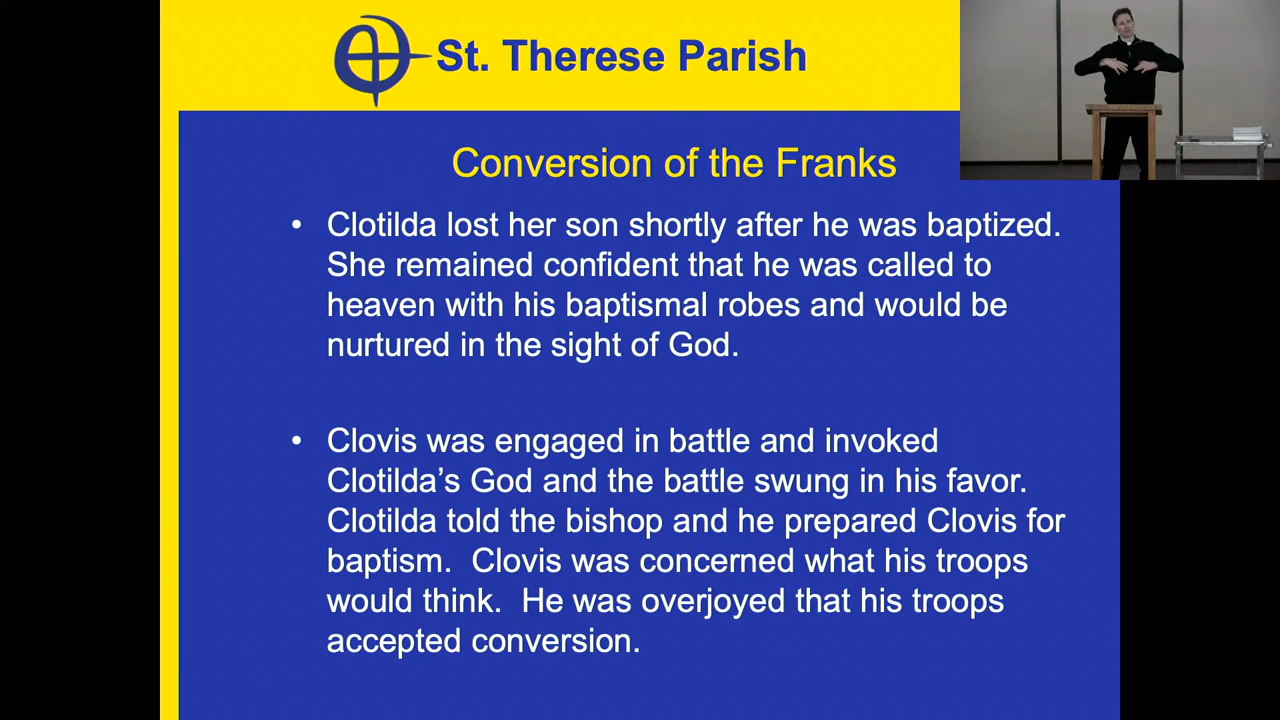 St. Therese Parish
Conversion of the Franks
• Clotilda lost her son shortly after he was baptized.
She remained confident that he was called to
heaven with his baptismal robes and would be
nurtured in the sight of God.
• Clovis was engaged in battle and invoked
Clotilda’s God and the battle swung in his favor.
Clotilda told the bishop and he prepared Clovis for
baptism.  Clovis was concerned what his troops
would think.  He was overjoyed that his troops
accepted conversion.